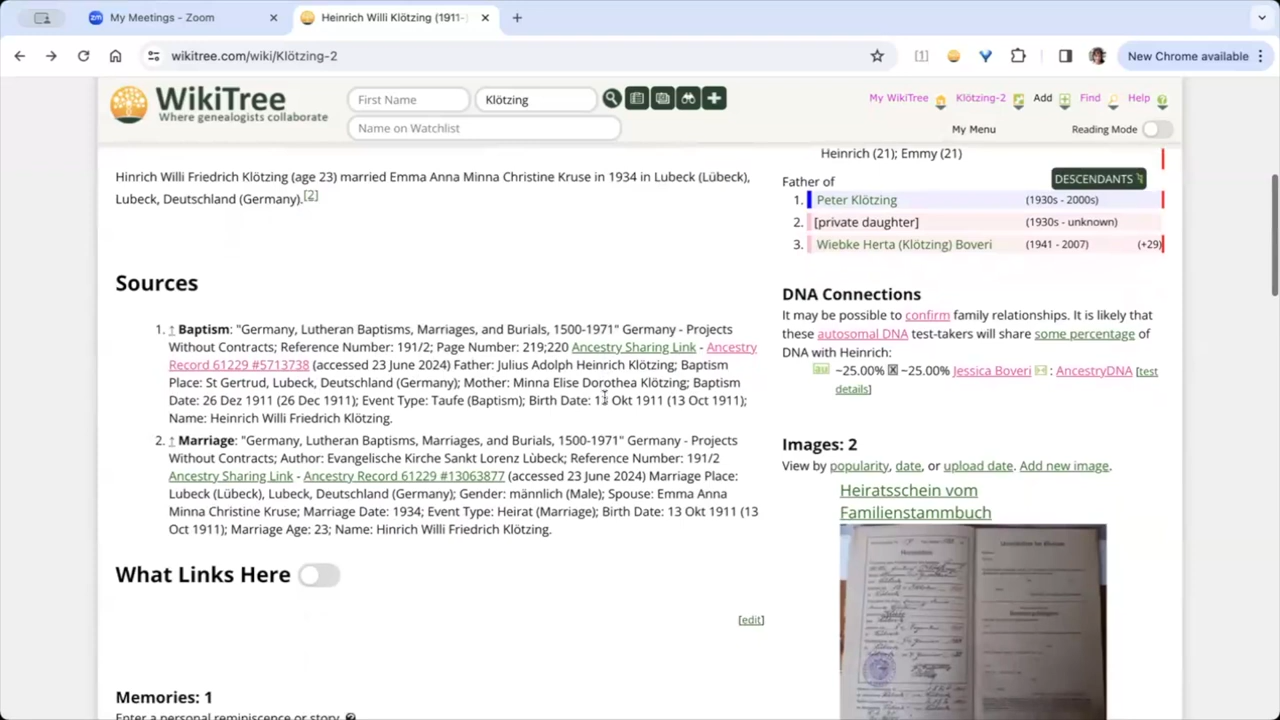 My Meetings - Zoom
Heinrich Willi Klötzing (1911-
wikitree.com/wiki/Klötzing-2
New Chrome available
WikiTree
Where genealogists collaborate
First Name
Klötzing
Name on Watchlist
My WikiTree
Klötzing-2
Add
Find
Help
My Menu
Reading Mode
Hinrich Willi Friedrich Klötzing (age 23) married Emma Anna Minna Christine Kruse in 1934 in Lubeck (Lübeck),
Lubeck, Deutschland (Germany).[2]
Sources
1. ↑ Baptism: "Germany, Lutheran Baptisms, Marriages, and Burials, 1500-1971" Germany - Projects
Without Contracts; Reference Number: 191/2; Page Number: 219;220 Ancestry Sharing Link - Ancestry
Record 61229 #5713738 (accessed 23 June 2024) Father: Julius Adolph Heinrich Klötzing; Baptism
Place: St Gertrud, Lubeck, Deutschland (Germany); Mother: Minna Elise Dorothea Klötzing; Baptism
Date: 26 Dez 1911 (26 Dec 1911); Event Type: Taufe (Baptism); Birth Date: 13 Okt 1911 (13 Oct 1911);
Name: Heinrich Willi Friedrich Klötzing.
2. ↑ Marriage: "Germany, Lutheran Baptisms, Marriages, and Burials, 1500-1971" Germany - Projects
Without Contracts; Author: Evangelische Kirche Sankt Lorenz Lùbeck; Reference Number: 191/2
Ancestry Sharing Link - Ancestry Record 61229 #13063877 (accessed 23 June 2024) Marriage Place:
Lubeck (Lübeck), Lubeck, Deutschland (Germany); Gender: männlich (Male); Spouse: Emma Anna
Minna Christine Kruse; Marriage Date: 1934; Event Type: Heirat (Marriage); Birth Date: 13 Okt 1911 (13
Oct 1911); Marriage Age: 23; Name: Hinrich Willi Friedrich Klötzing.
What Links Here
[edit]
Memories: 1
Enter a personal reminiscence or story.
Heinrich (21); Emmy (21)
Father of
DESCENDANTS
1. Peter Klötzing (1930s - 2000s)
2. [private daughter] (1930s - unknown)
3. Wiebke Herta (Klötzing) Boveri (1941 - 2007) (+29)
DNA Connections
It may be possible to confirm family relationships. It is likely that
these autosomal DNA test-takers will share some percentage of
DNA with Heinrich:
au ~25.00% X ~25.00% Jessica Boveri : AncestryDNA [test
details]
Images: 2
View by popularity, date, or upload date. Add new image.
Heiratsschein vom
Familienstammbuch